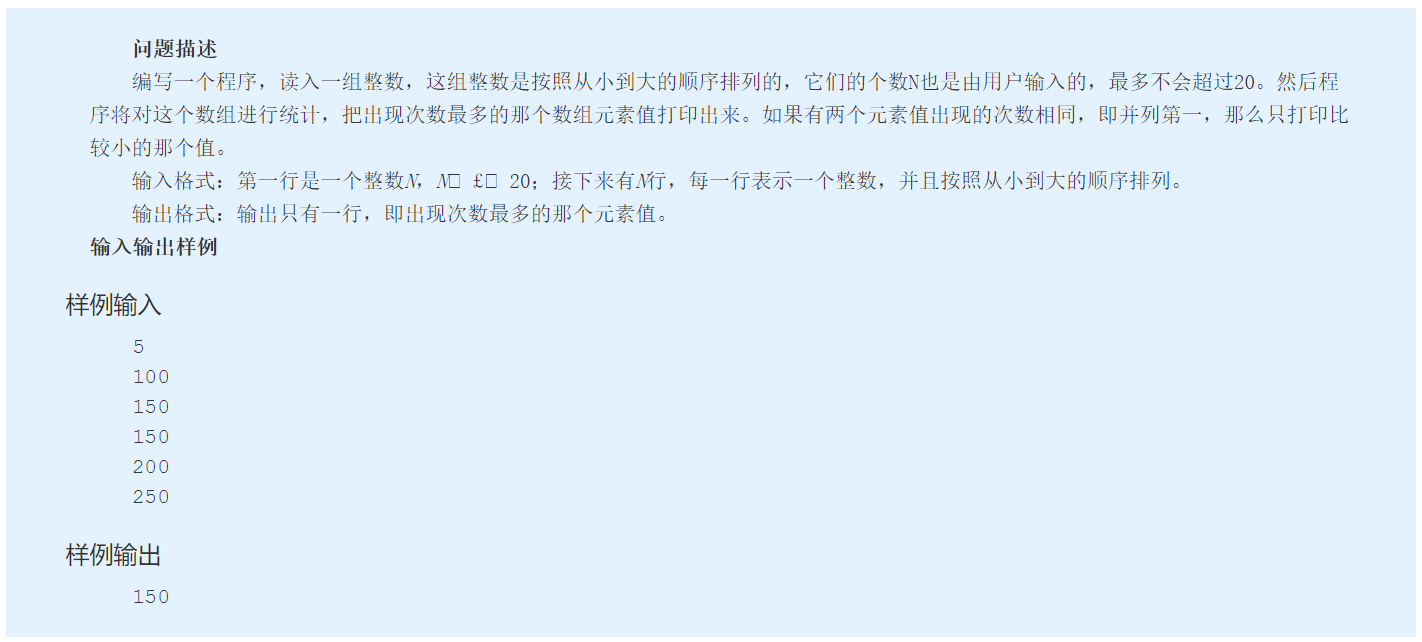 问题描述
编写一个程序，读入一组整数，这组整数是按照从小到大的顺序排列的，它们的个数N也是由用户输入的，最多不会超过20。然后程
序将对这个数组进行统计，把出现次数最多的那个数组元素值打印出来。如果有两个元素值出现的次数相同，即并列第一，那么只打印比
较小的那个值。
输入格式：第一行是一个整数N，N□ £□ 20；接下来有N行，每一行表示一个整数，并且按照从小到大的顺序排列。
输出格式：输出只有一行，即出现次数最多的那个元素值。
输入输出样例
样例输入
5
100
150
150
200
250
样例输出
150